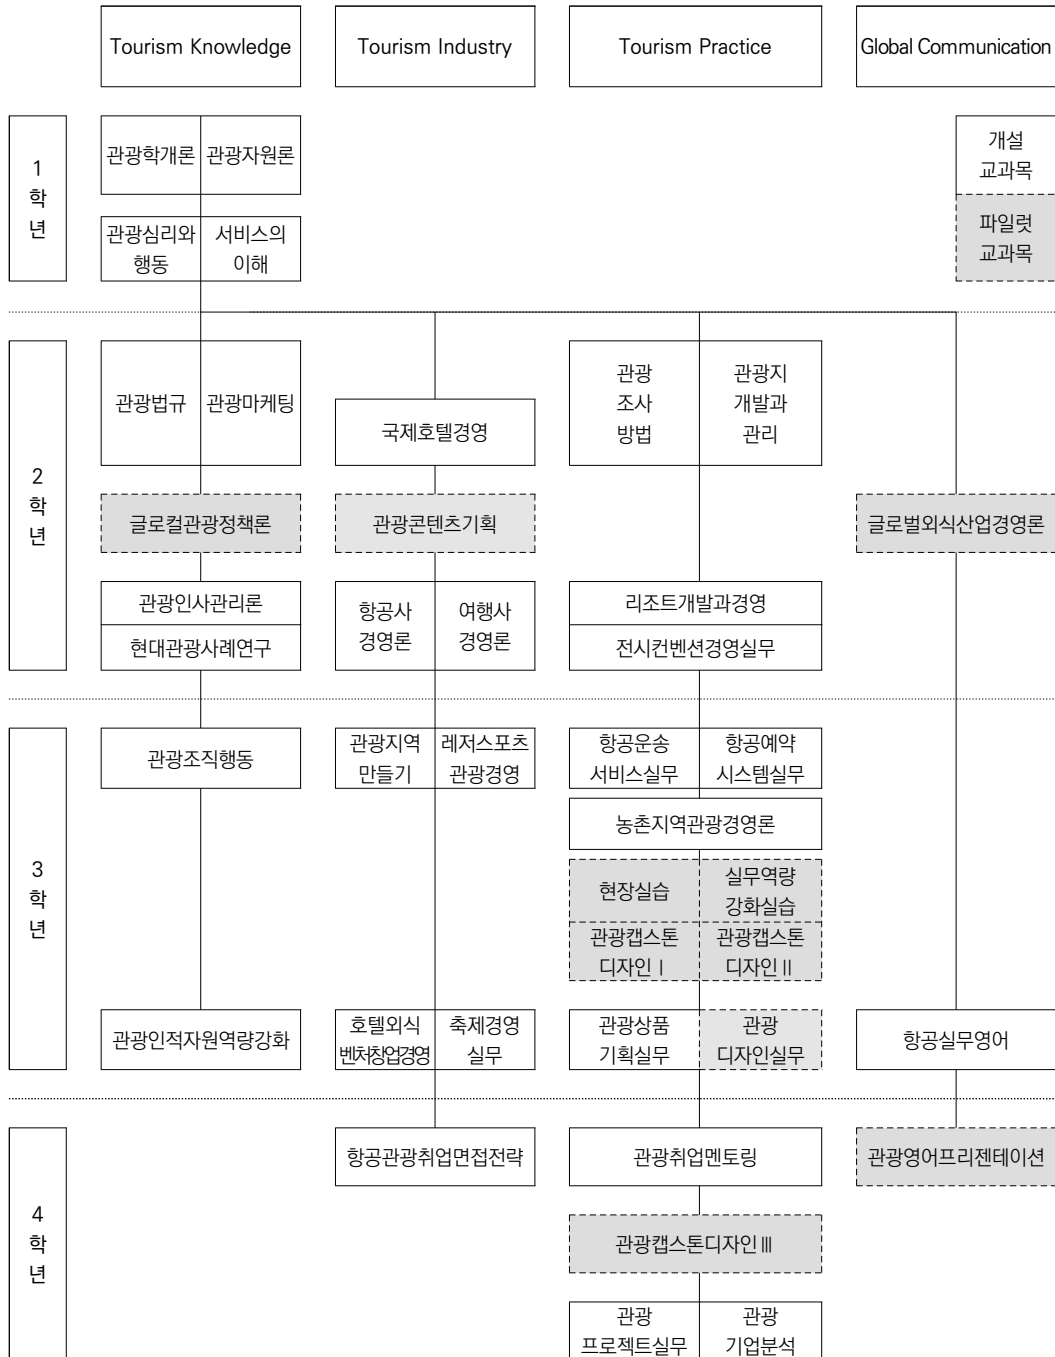 Tourism Knowledge
Tourism Industry
Tourism Practice
Global Communication
1
학
년
관광학개론
관광자원론
관광심리와
행동
서비스의
이해
개설
교과목
파일럿
교과목
2
학
년
관광법규
관광마케팅
국제호텔경영
관광
조사
방법
관광지
개발과
관리
글로컬관광정책론
관광콘텐츠기획
글로벌외식산업경영론
관광인사관리론
현대관광사례연구
항공사
경영론
여행사
경영론
리조트개발과경영
전시컨벤션경영실무
3
학
년
관광조직행동
관광지역
만들기
레저스포츠
관광경영
항공운송
서비스실무
항공예약
시스템실무
농촌지역관광경영론
현장실습
실무역량
강화실습
관광캡스톤
디자인Ⅰ
관광캡스톤
디자인Ⅱ
관광인적자원역량강화
호텔외식
벤처창업경영
축제경영
실무
관광상품
기획실무
관광
디자인실무
항공실무영어
4
학
년
항공관광취업면접전략
관광취업멘토링
관광영어프리젠테이션
관광캡스톤디자인Ⅲ
관광
프로젝트실무
관광
기업분석